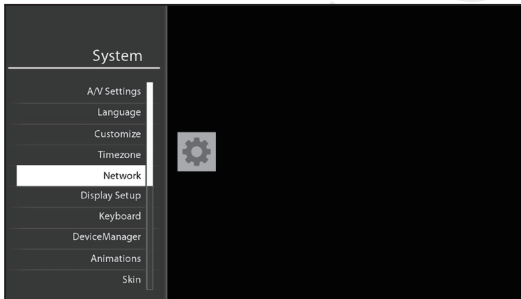 System
A/V Settings
Language
Customize
Timezone
Network
Display Setup
Keyboard
DeviceManager
Animations
Skin